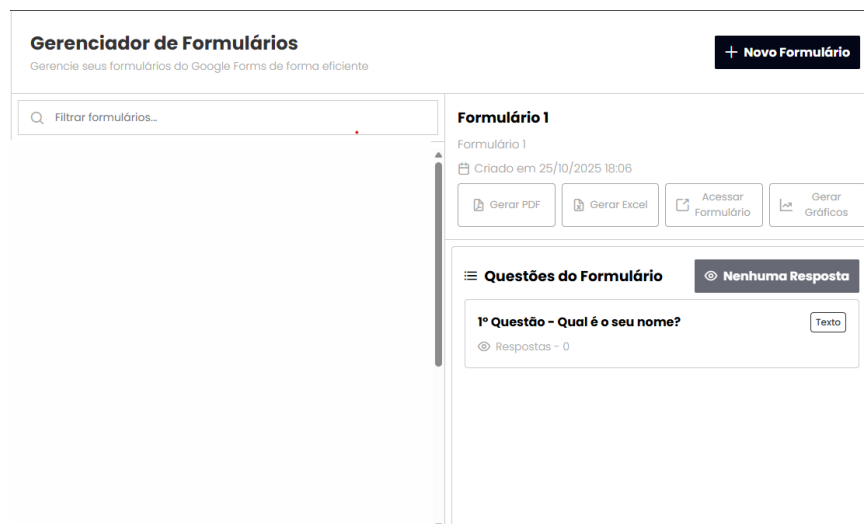 Gerenciador de Formulários
Gerencie seus formulários do Google Forms de forma eficiente
Novo Formulário
Filtrar formulários...
Formulário 1
Formulário 1
Criado em 25/10/2025 18:06
Gerar PDF
Gerar Excel
Acessar
Formulário
Gerar
Gráficos
Questões do Formulário
Nenhuma Resposta
1º Questão - Qual é o seu nome?
Texto
Respostas - 0